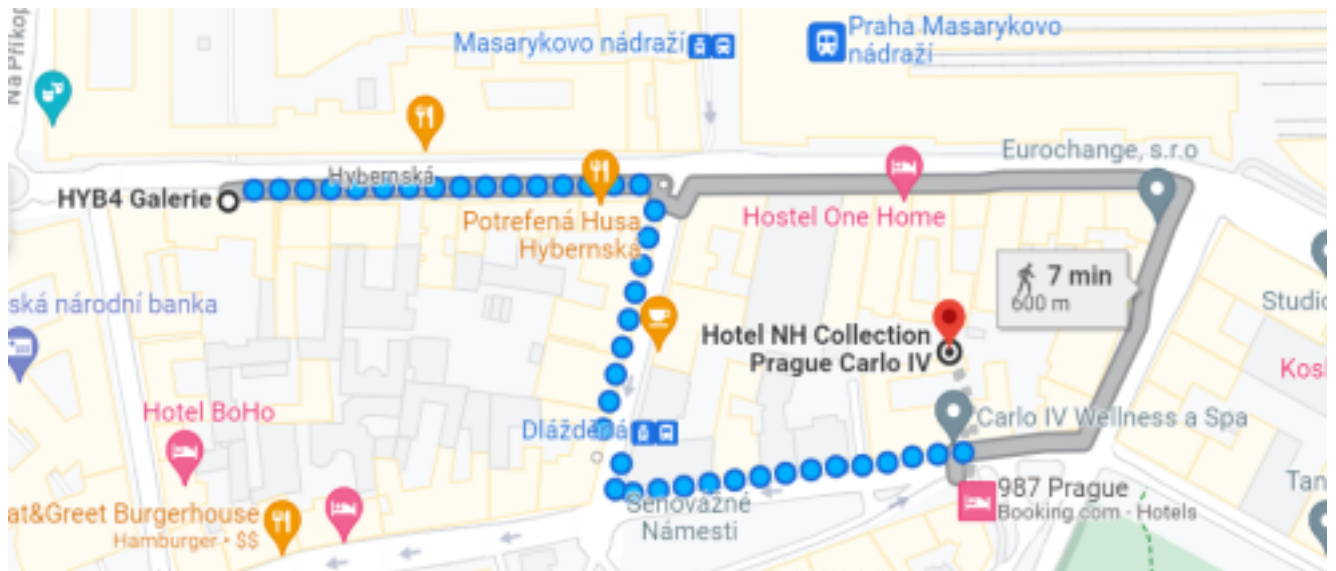 Na Příkop
Masarykovo nádraží
Praha Masarykovo
nádraží
Eurochange, s.r.o
Hybernská
HYB4 Galerie
Potrefená Husa
Hybernská
Hostel One Home
7 min
600 m
ská národní banka
Studio
Hotel NH Collection
Prague Carlo IV
Kosl
Hotel BoHo
Dlážděná
Carlo IV Wellness a Spa
987 Prague
Booking.com - Hotels
Senovážné
Námesti
Tan
at&Greet Burgerhouse
Hamburger • $$